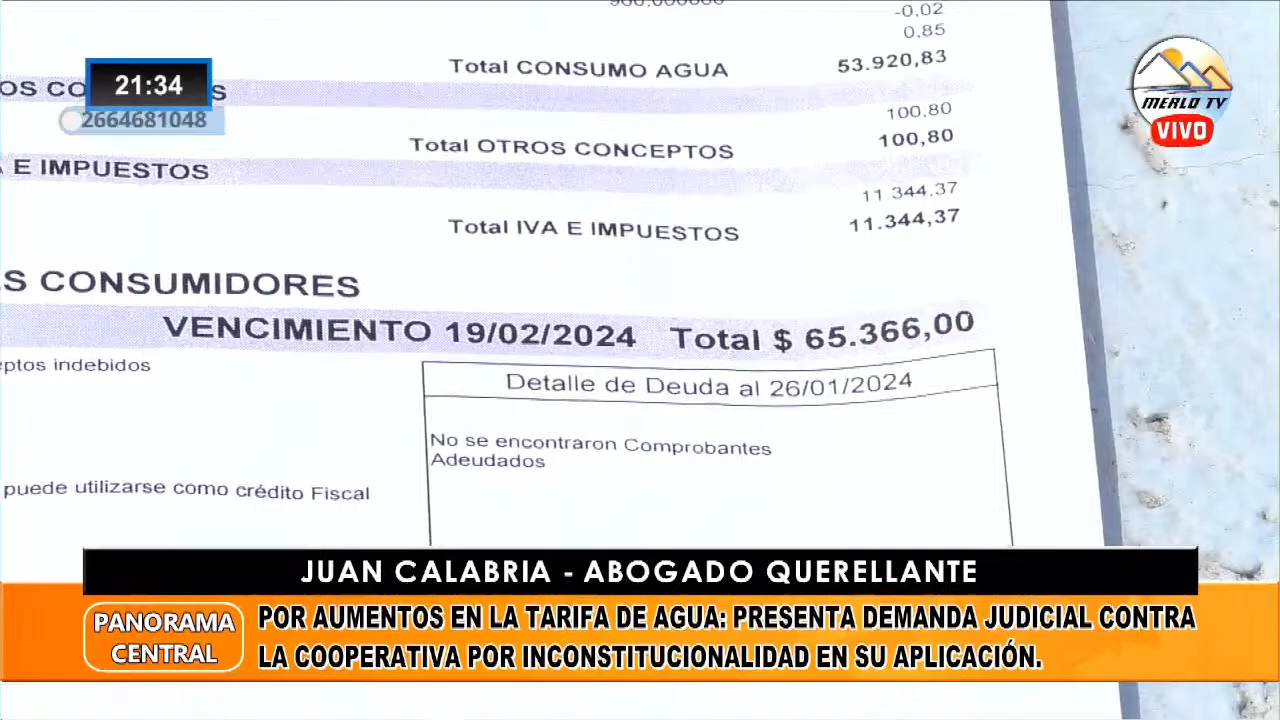 -0,02
0,85
Total CONSUMO AGUA 53.920,83
21:34
2664681048
100,80
Total OTROS CONCEPTOS 100,80
E IMPUESTOS
11 344.37
Total IVA E IMPUESTOS 11.344,37
S CONSUMIDORES
VENCIMIENTO 19/02/2024 Total $ 65.366,00
ptos indebidos
Detalle de Deuda al 26/01/2024
No se encontraron Comprobantes
Adeudados
puede utilizarse como crédito Fiscal
MERLO TV
VIVO
JUAN CALABRIA - ABOGADO QUERELLANTE
PANORAMA
CENTRAL
POR AUMENTOS EN LA TARIFA DE AGUA: PRESENTA DEMANDA JUDICIAL CONTRA
LA COOPERATIVA POR INCONSTITUCIONALIDAD EN SU APLICACIÓN.